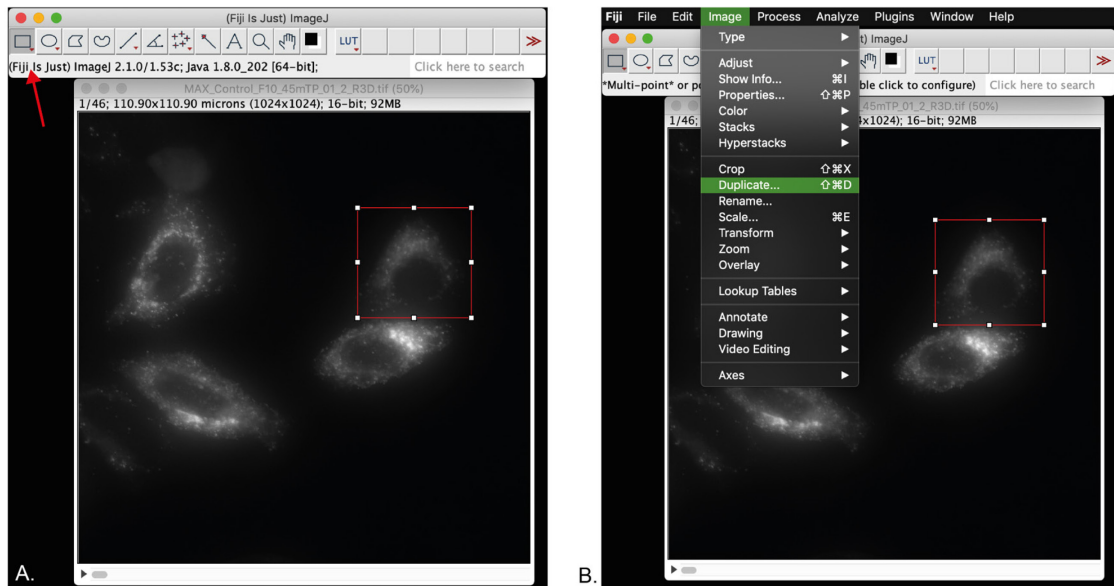 (Fiji Is Just) ImageJ
LUT
(Fiji Is Just) ImageJ 2.1.0/1.53c; Java 1.8.0_202 [64-bit];
Click here to search
MAX_Control_F10_45mTP_01_2_R3D.tif (50%)
1/46; 110.90x110.90 microns (1024x1024); 16-bit; 92MB
A.
Fiji File Edit Image Process Analyze Plugins Window Help
t) ImageJ
LUT
*Multi-point* or po
ble click to configure)
Click here to search
_45mTP_01_2_R3D.tif (50%)
1/46;
4x1024); 16-bit; 92MB
Type
Adjust
Show Info... ⌘I
Properties... ⇧⌘P
Color
Stacks
Hyperstacks
Crop ⇧⌘X
Duplicate... ⇧⌘D
Rename...
Scale... ⌘E
Transform
Zoom
Overlay
Lookup Tables
Annotate
Drawing
Video Editing
Axes
B.